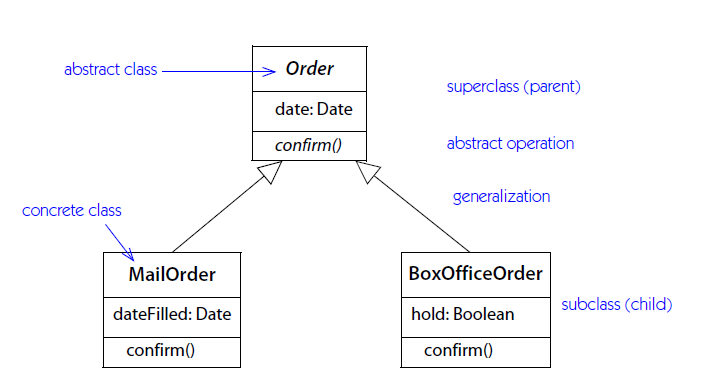 abstract class
Order
superclass (parent)
date: Date
confirm()
abstract operation
generalization
concrete class
MailOrder
dateFilled: Date
confirm()
BoxOfficeOrder
hold: Boolean
confirm()
subclass (child)